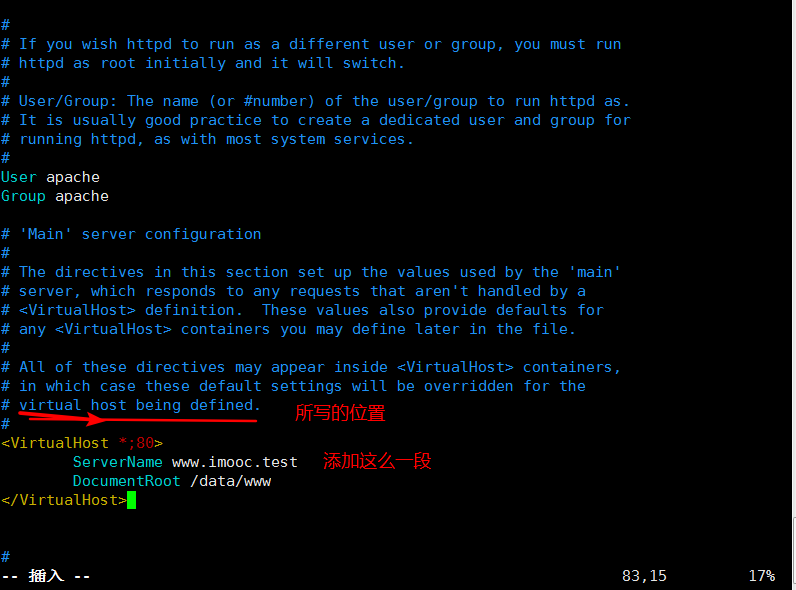 #
# If you wish httpd to run as a different user or group, you must run
# httpd as root initially and it will switch.
#
# User/Group: The name (or #number) of the user/group to run httpd as.
# It is usually good practice to create a dedicated user and group for
# running httpd, as with most system services.
#
User apache
Group apache
# 'Main' server configuration
#
# The directives in this section set up the values used by the 'main'
# server, which responds to any requests that aren't handled by a
# <VirtualHost> definition.  These values also provide defaults for
# any <VirtualHost> containers you may define later in the file.
#
# All of these directives may appear inside <VirtualHost> containers,
# in which case these default settings will be overridden for the
# virtual host being defined. 所写的位置
#
<VirtualHost *;80>
ServerName www.imooc.test 添加这么一段
DocumentRoot /data/www
</VirtualHost>
#
-- 插入 -- 83,15 17%